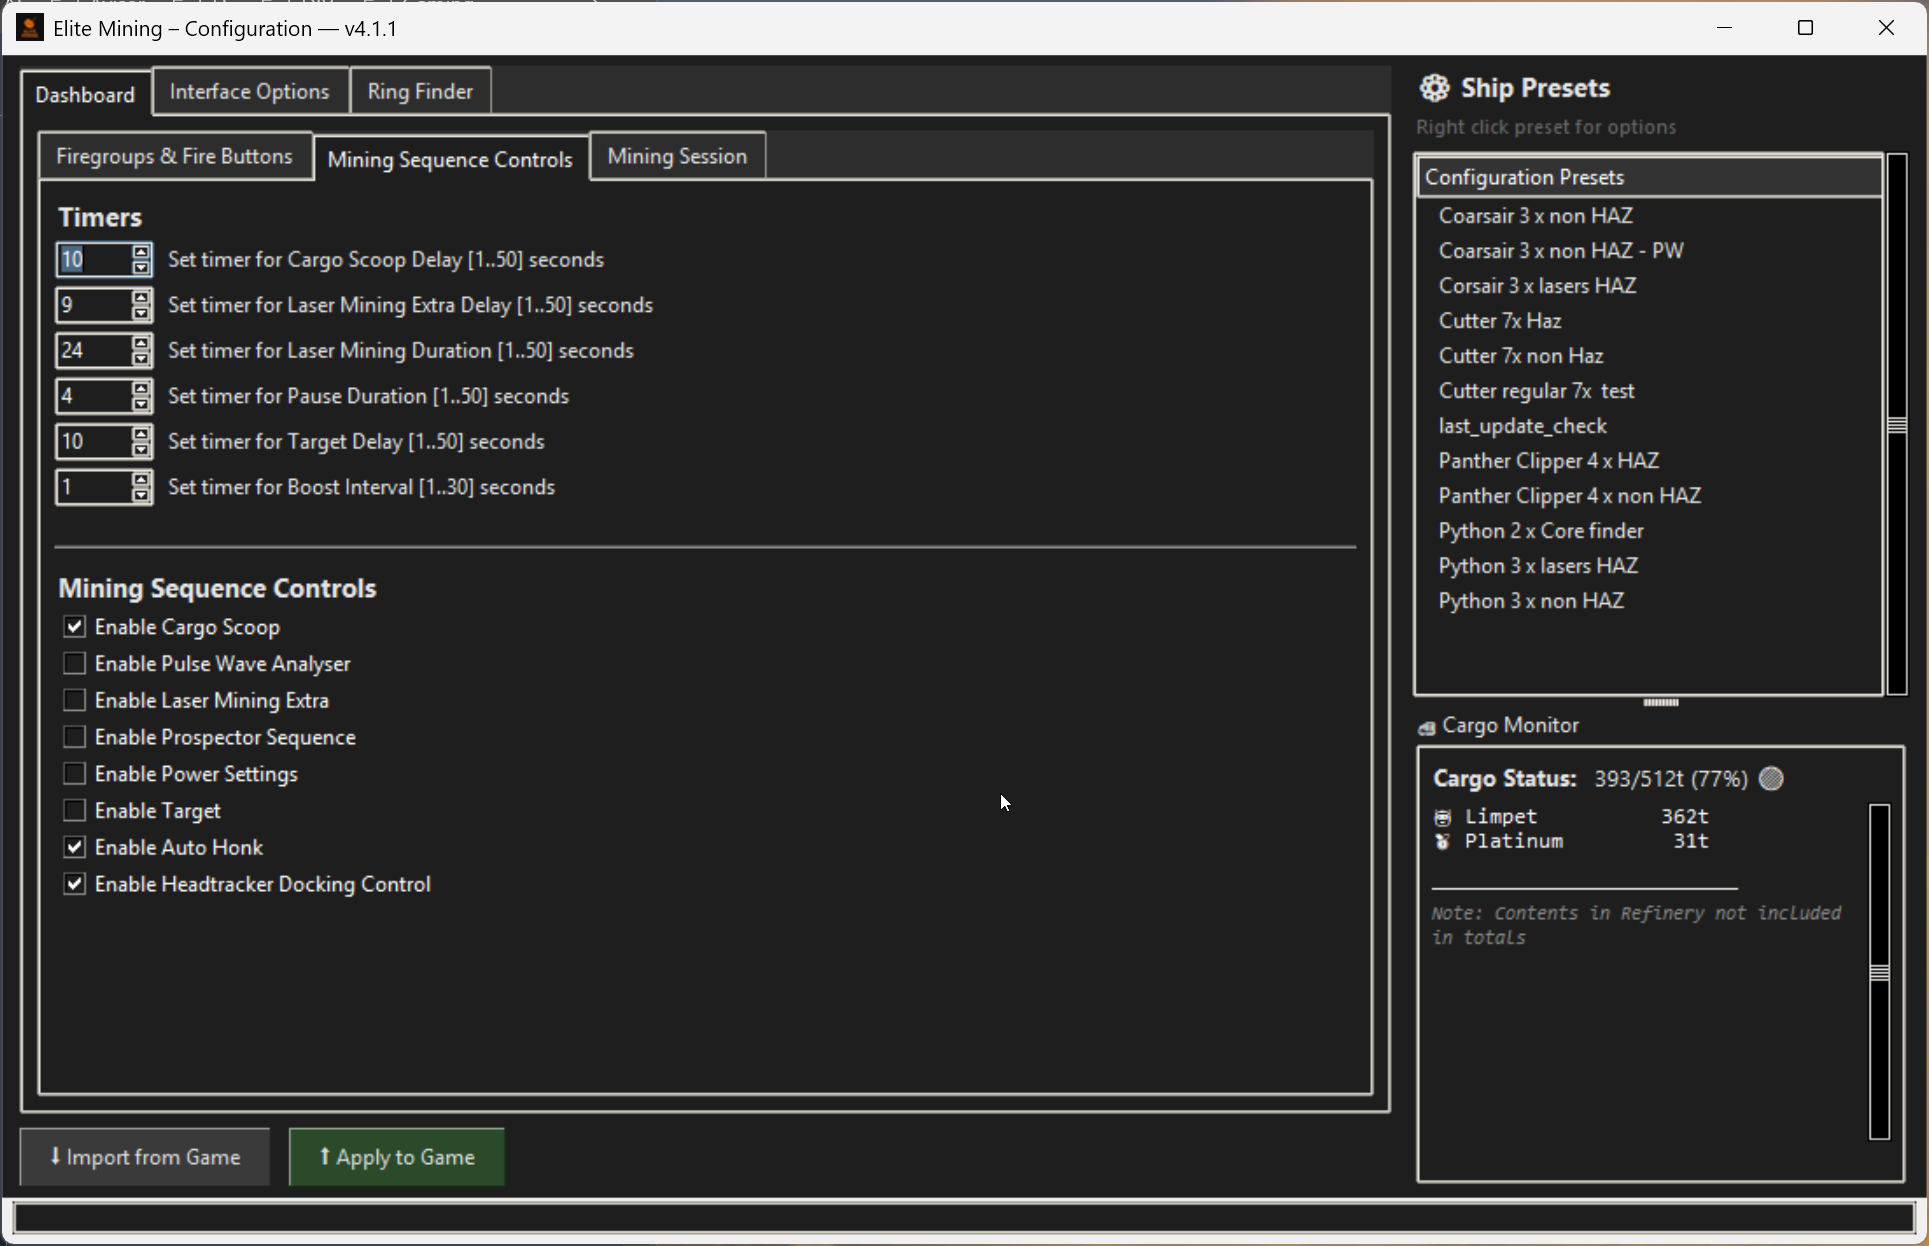 Elite Mining – Configuration — v4.1.1
Dashboard
Interface Options
Ring Finder
Firegroups & Fire Buttons
Mining Sequence Controls
Mining Session
Timers
10 Set timer for Cargo Scoop Delay [1..50] seconds
9 Set timer for Laser Mining Extra Delay [1..50] seconds
24 Set timer for Laser Mining Duration [1..50] seconds
4 Set timer for Pause Duration [1..50] seconds
10 Set timer for Target Delay [1..50] seconds
1 Set timer for Boost Interval [1..30] seconds
Mining Sequence Controls
Enable Cargo Scoop
Enable Pulse Wave Analyser
Enable Laser Mining Extra
Enable Prospector Sequence
Enable Power Settings
Enable Target
Enable Auto Honk
Enable Headtracker Docking Control
⬇ Import from Game
⬆ Apply to Game
Ship Presets
Right click preset for options
Configuration Presets
Coarsair 3 x non HAZ
Coarsair 3 x non HAZ - PW
Corsair 3 x lasers HAZ
Cutter 7x Haz
Cutter 7x non Haz
Cutter regular 7x  test
last_update_check
Panther Clipper 4 x HAZ
Panther Clipper 4 x non HAZ
Python 2 x Core finder
Python 3 x lasers HAZ
Python 3 x non HAZ
Cargo Monitor
Cargo Status: 393/512t (77%)
Limpet 362t
Platinum 31t
Note: Contents in Refinery not included
in totals